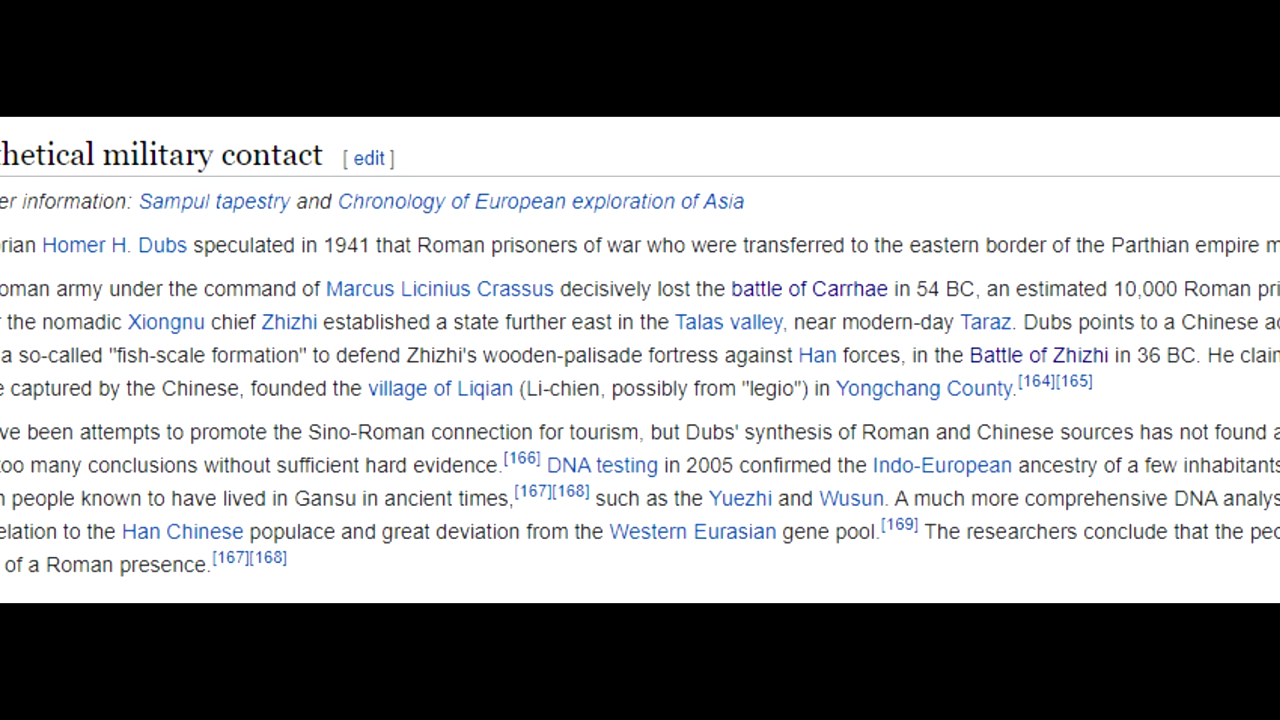 hetical military contact [ edit ]
er information: Sampul tapestry and Chronology of European exploration of Asia
rian Homer H. Dubs speculated in 1941 that Roman prisoners of war who were transferred to the eastern border of the Parthian empire m
oman army under the command of Marcus Licinius Crassus decisively lost the battle of Carrhae in 54 BC, an estimated 10,000 Roman pri
r the nomadic Xiongnu chief Zhizhi established a state further east in the Talas valley, near modern-day Taraz. Dubs points to a Chinese ac
a so-called "fish-scale formation" to defend Zhizhi's wooden-palisade fortress against Han forces, in the Battle of Zhizhi in 36 BC. He clain
e captured by the Chinese, founded the village of Liqian (Li-chien, possibly from "legio") in Yongchang County.[164][165]
ve been attempts to promote the Sino-Roman connection for tourism, but Dubs' synthesis of Roman and Chinese sources has not found a
too many conclusions without sufficient hard evidence.[166] DNA testing in 2005 confirmed the Indo-European ancestry of a few inhabitants
n people known to have lived in Gansu in ancient times,[167][168] such as the Yuezhi and Wusun. A much more comprehensive DNA analys
elation to the Han Chinese populace and great deviation from the Western Eurasian gene pool.[169] The researchers conclude that the peo
of a Roman presence.[167][168]